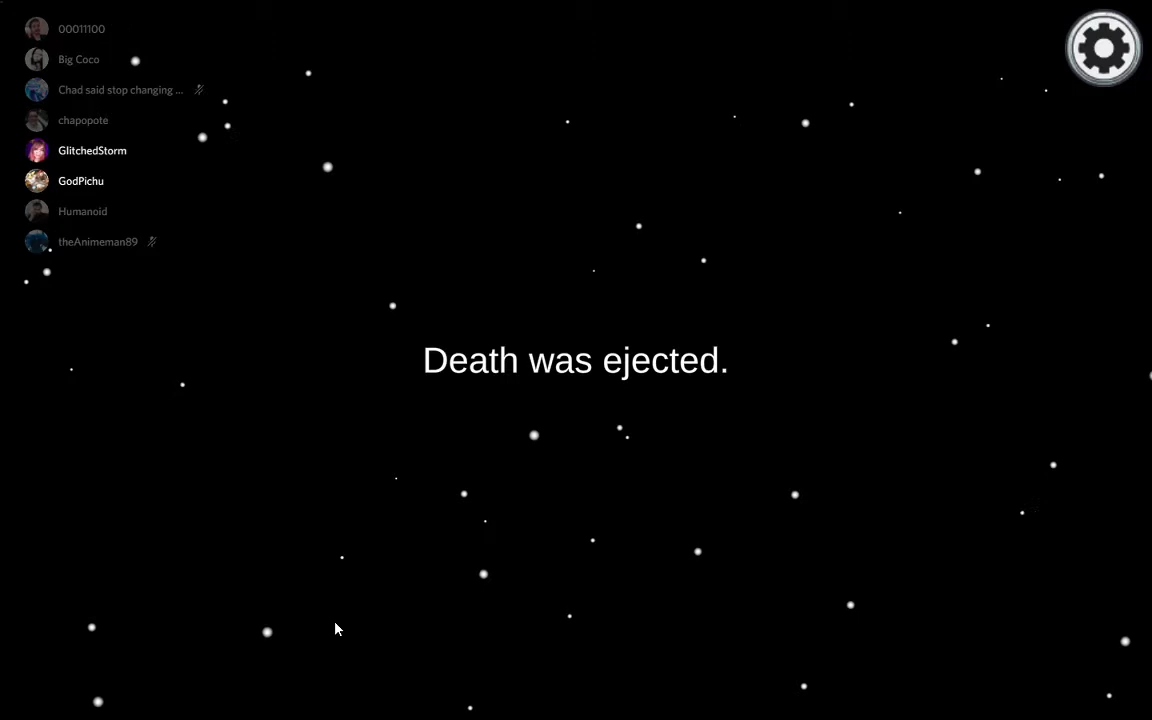 00011100
Big Coco
Chad said stop changing ...
chapopote
GlitchedStorm
GodPichu
Humanoid
theAnimeman89
Death was ejected.